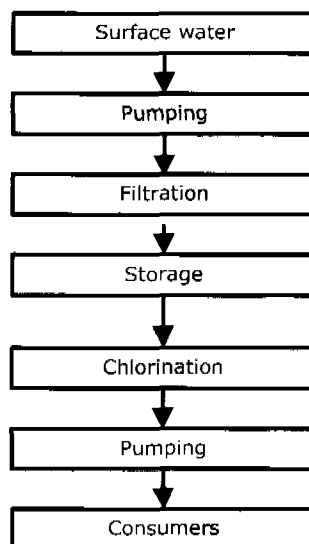 Surface water
Pumping
Filtration
Storage
Chlorination
Pumping
Consumers